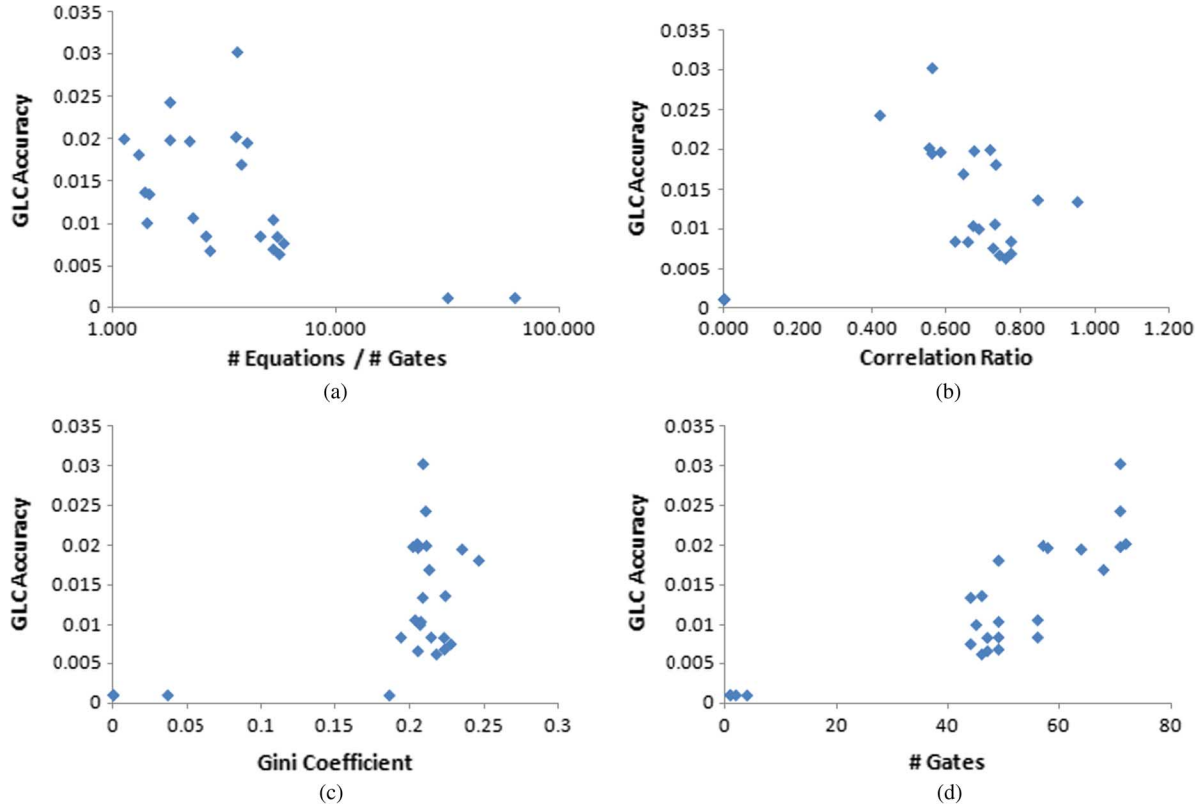 0.035
0.03
0.025
0.02
0.015
0.01
0.005
0
GLC Accuracy
1.000 10.000 100.000
# Equations / # Gates
(a)
0.035
0.03
0.025
0.02
0.015
0.01
0.005
0
GLC Accuracy
0.000 0.200 0.400 0.600 0.800 1.000 1.200
Correlation Ratio
(b)
0.035
0.03
0.025
0.02
0.015
0.01
0.005
0
GLC Accuracy
0 0.05 0.1 0.15 0.2 0.25 0.3
Gini Coefficient
(c)
0.035
0.03
0.025
0.02
0.015
0.01
0.005
0
GLC Accuracy
0 20 40 60 80
# Gates
(d)